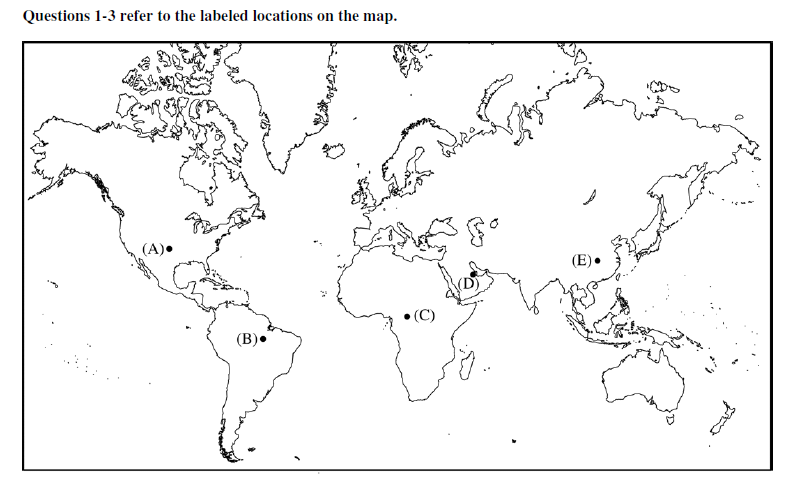 Questions 1-3 refer to the labeled locations on the map.
(A)
(E)
(D)
(C)
(B)